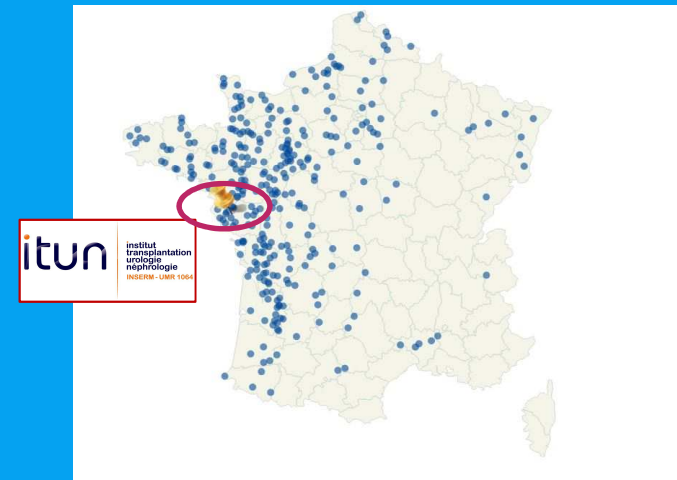 itun
institut
transplantation
urologie
néphrologie
INSERM - UMR 1064